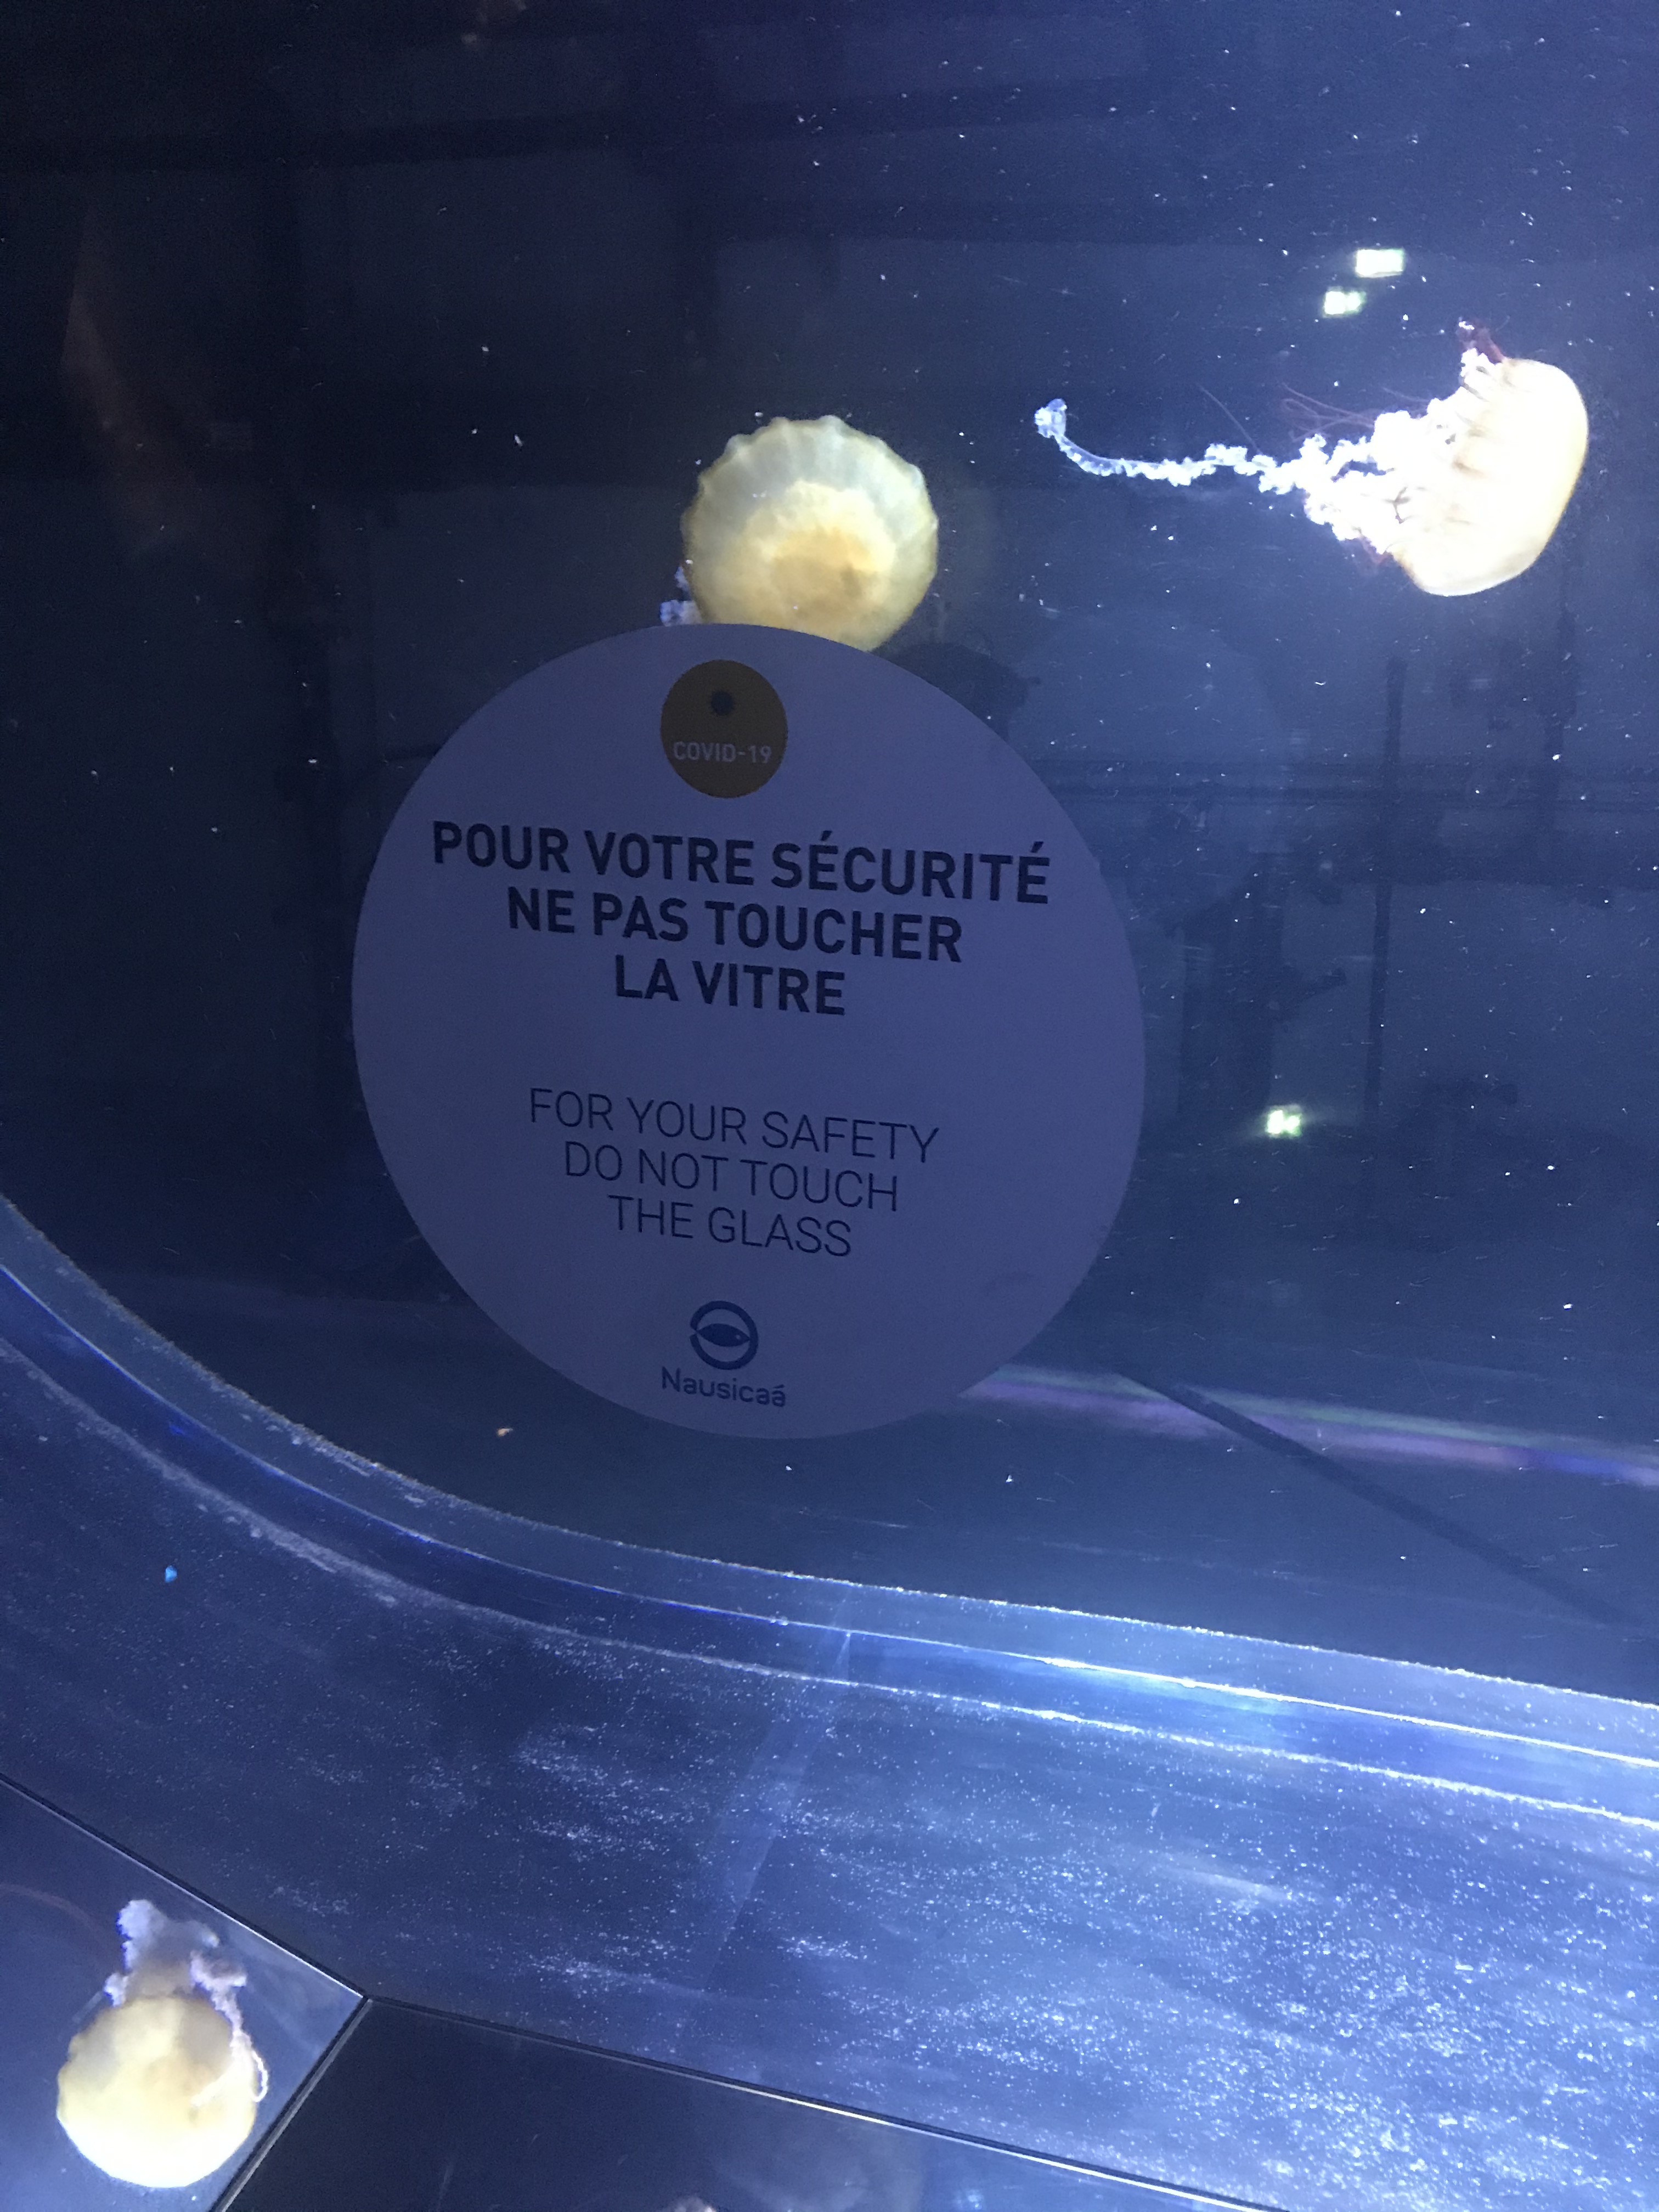 COVID-19
POUR VOTRE SÉCURITÉ
NE PAS TOUCHER
LA VITRE
FOR YOUR SAFETY
DO NOT TOUCH
THE GLASS
Nausicaá